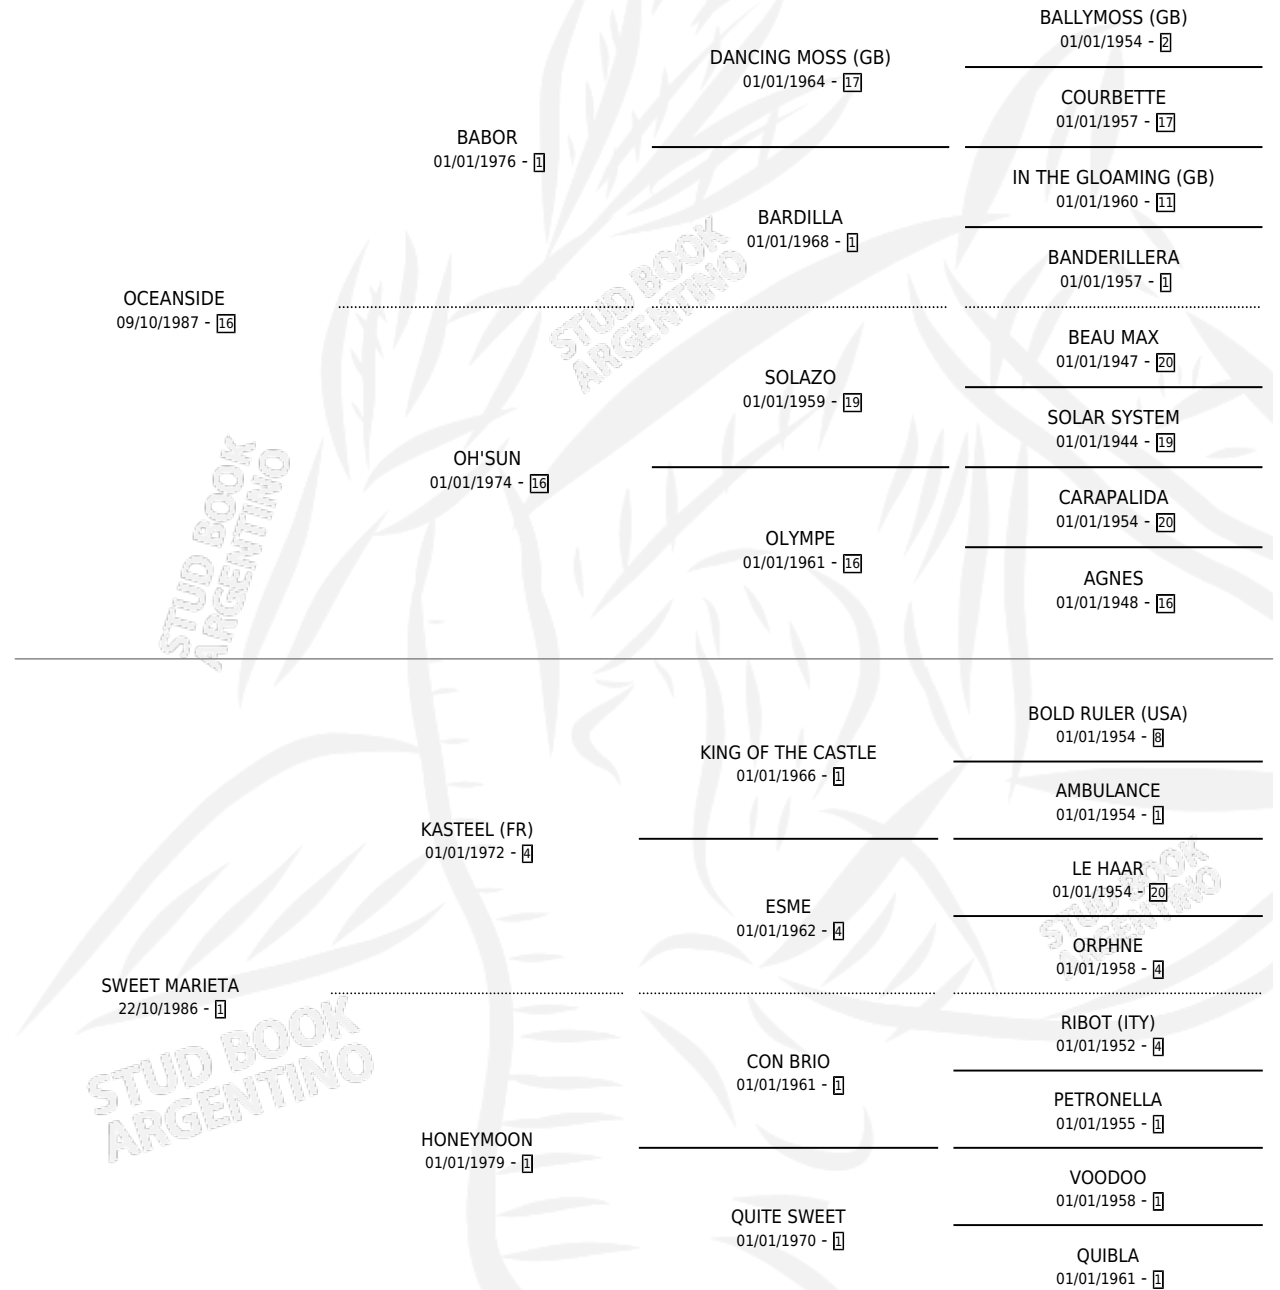 BALLYMOSS (GB)
01/01/1954 - 2
DANCING MOSS (GB)
01/01/1964 - 17
COURBETTE
01/01/1957 - 17
BABOR
01/01/1976 - 1
IN THE GLOAMING (GB)
01/01/1960 - 11
BARDILLA
01/01/1968 - 1
BANDERILLERA
01/01/1957 - 1
OCEANSIDE
09/10/1987 - 16
BEAU MAX
01/01/1947 - 20
SOLAZO
01/01/1959 - 19
SOLAR SYSTEM
01/01/1944 - 19
OH'SUN
01/01/1974 - 16
CARAPALIDA
01/01/1954 - 20
OLYMPE
01/01/1961 - 16
AGNES
01/01/1948 - 16
BOLD RULER (USA)
01/01/1954 - 8
KING OF THE CASTLE
01/01/1966 - 1
AMBULANCE
01/01/1954 - 1
KASTEEL (FR)
01/01/1972 - 4
LE HAAR
01/01/1954 - 20
ESME
01/01/1962 - 4
ORPHNE
01/01/1958 - 4
SWEET MARIETA
22/10/1986 - 1
RIBOT (ITY)
01/01/1952 - 4
CON BRIO
01/01/1961 - 1
PETRONELLA
01/01/1955 - 1
HONEYMOON
01/01/1979 - 1
VOODOO
01/01/1958 - 1
QUITE SWEET
01/01/1970 - 1
QUIBLA
01/01/1961 - 1
STUD BOOK
ARGENTINO
STUD BOOK
ARGENTINO
STUD BOOK
ARGENTINO
STUD BOOK
ARGENTINO